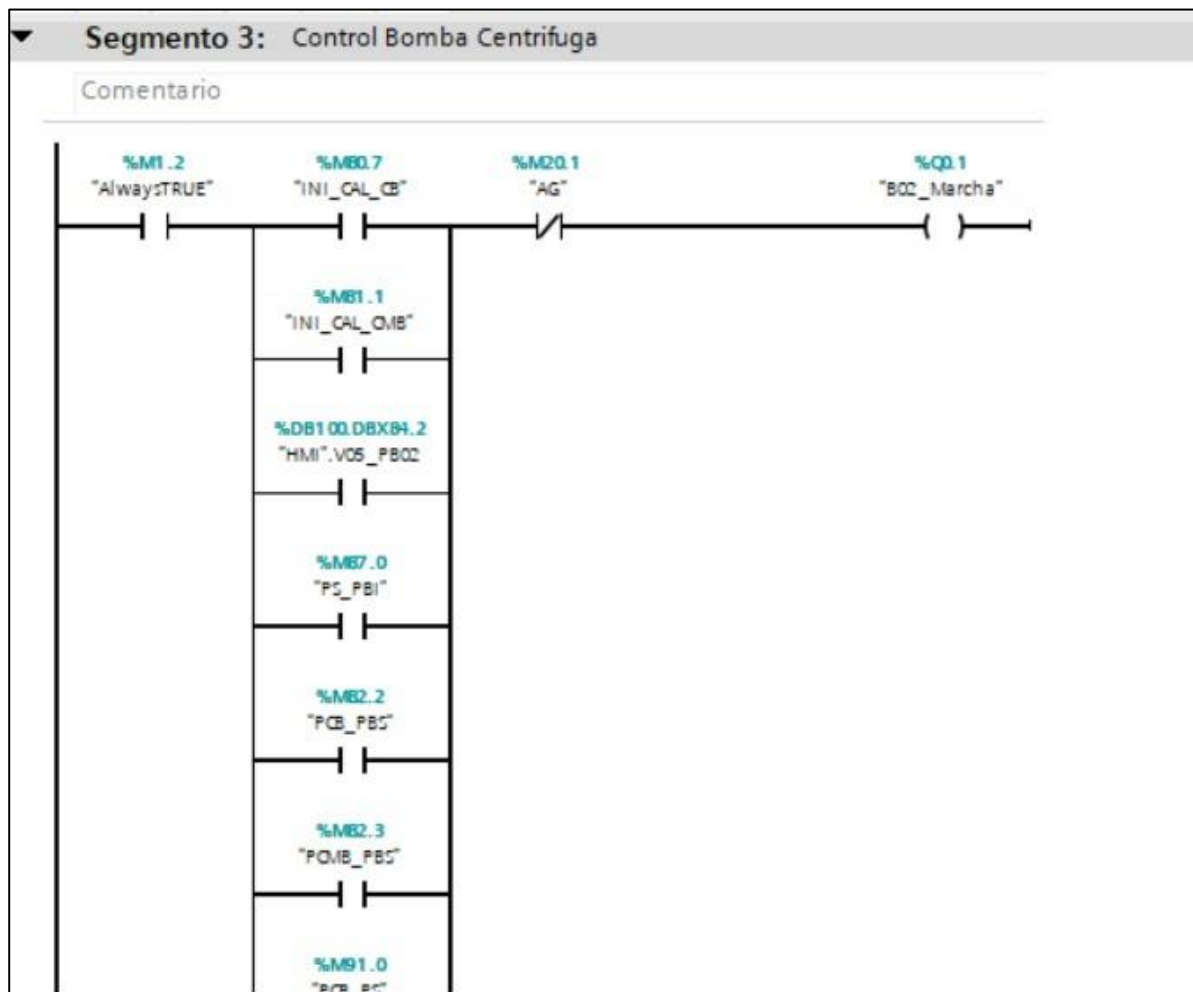 Segmento 3: Control Bomba Centrifuga
Comentario
%M1.2 %M80.7 %M20.1 %Q0.1
"AlwaysTRUE" "INI_CAL_CB" "AG" "B02_Marcha"
%M81.1
"INI_CAL_CMB"
%DB100.DBX84.2
"HMI".V05_PB02
%M87.0
"PS_PBI"
%M82.2
"PCB_PBS"
%M82.3
"PCMB_PBS"
%M91.0